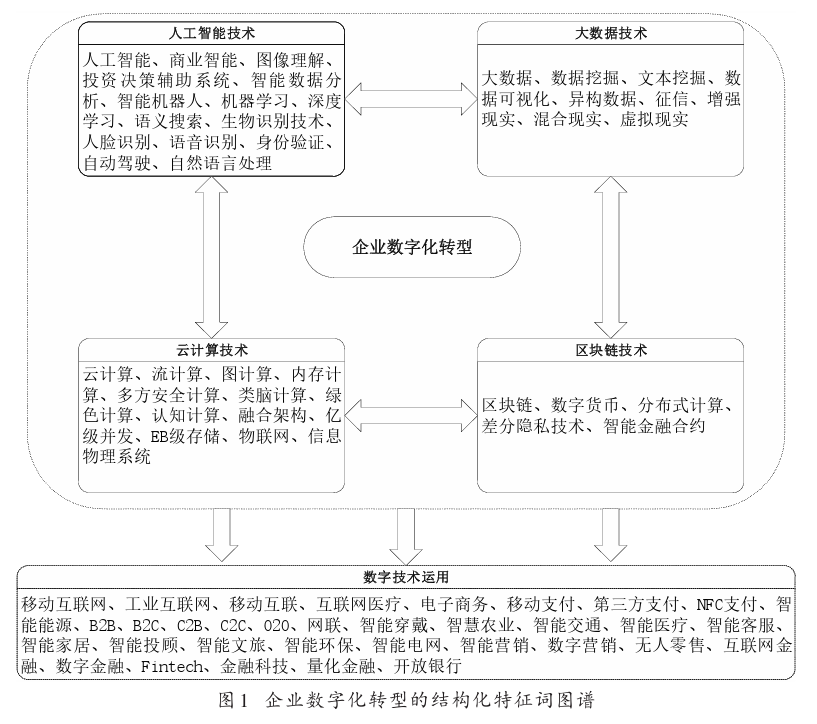 人工智能技术
人工智能、商业智能、图像理解、
投资决策辅助系统、智能数据分
析、智能机器人、机器学习、深度
学习、语义搜索、生物识别技术、
人脸识别、语音识别、身份验证、
自动驾驶、自然语言处理
大数据技术
大数据、数据挖掘、文本挖掘、数
据可视化、异构数据、征信、增强
现实、混合现实、虚拟现实
企业数字化转型
云计算技术
云计算、流计算、图计算、内存计
算、多方安全计算、类脑计算、绿
色计算、认知计算、融合架构、亿
级并发、EB级存储、物联网、信息
物理系统
区块链技术
区块链、数字货币、分布式计算、
差分隐私技术、智能金融合约
数字技术运用
移动互联网、工业互联网、移动互联、互联网医疗、电子商务、移动支付、第三方支付、NFC支付、智
能能源、B2B、B2C、C2B、C2C、O2O、网联、智能穿戴、智慧农业、智能交通、智能医疗、智能客服、
智能家居、智能投顾、智能文旅、智能环保、智能电网、智能营销、数字营销、无人零售、互联网金
融、数字金融、Fintech、金融科技、量化金融、开放银行
图1 企业数字化转型的结构化特征词图谱